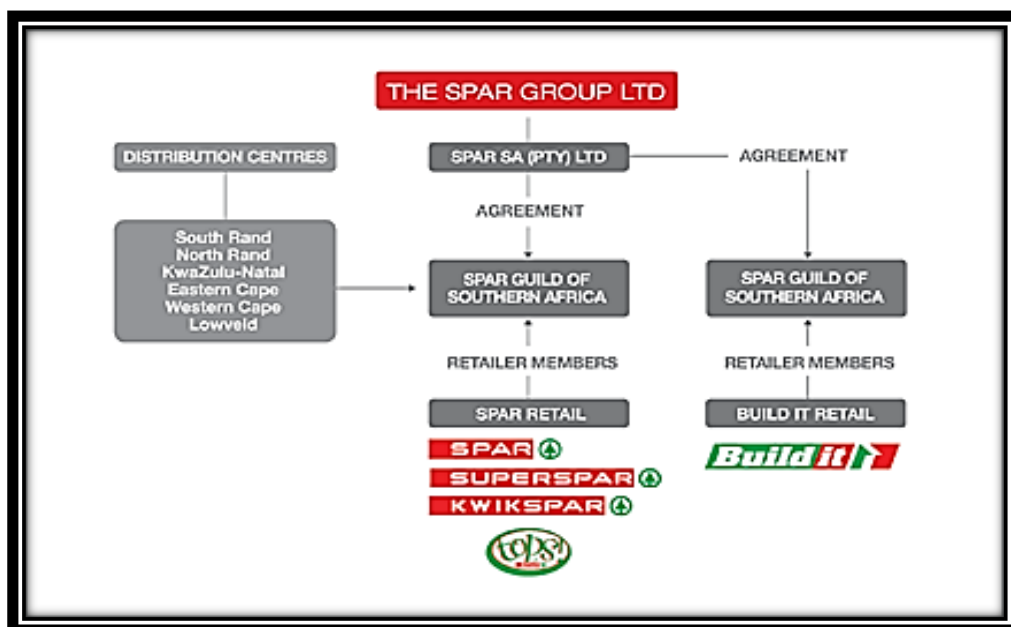 THE SPAR GROUP LTD
DISTRIBUTION CENTRES
SPAR SA (PTY) LTD
AGREEMENT
AGREEMENT
South Rand
North Rand
KwaZulu-Natal
Eastern Cape
Western Cape
Lowveld
SPAR GUILD OF
SOUTHERN AFRICA
SPAR GUILD OF
SOUTHERN AFRICA
RETAILER MEMBERS
RETAILER MEMBERS
SPAR RETAIL
BUILD IT RETAIL
SPAR
SUPERSPAR
KWIKSPAR
Build it
tops!